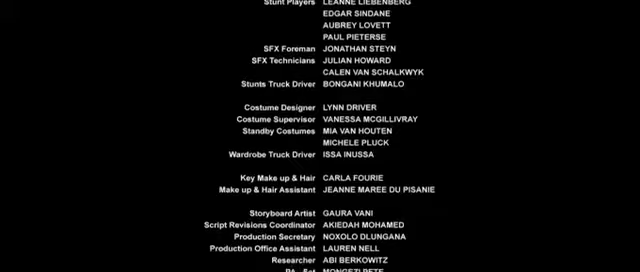 Stunt Players LEANNE LIEBENBERG
EDGAR SINDANE
AUBREY LOVETT
PAUL PIETERSE
SFX Foreman JONATHAN STEYN
SFX Technicians JULIAN HOWARD
CALEN VAN SCHALKWYK
Stunts Truck Driver BONGANI KHUMALO
Costume Designer LYNN DRIVER
Costume Supervisor VANESSA MCGILLIVRAY
Standby Costumes MIA VAN HOUTEN
MICHELE PLUCK
Wardrobe Truck Driver ISSA INUSSA
Key Make up & Hair CARLA FOURIE
Make up & Hair Assistant JEANNE MAREE DU PISANIE
Storyboard Artist GAURA VANI
Script Revisions Coordinator AKIEDAH MOHAMED
Production Secretary NOXOLO DLUNGANA
Production Office Assistant LAUREN NELL
Researcher ABI BERKOWITZ
PA - Set MONGEZI PETE